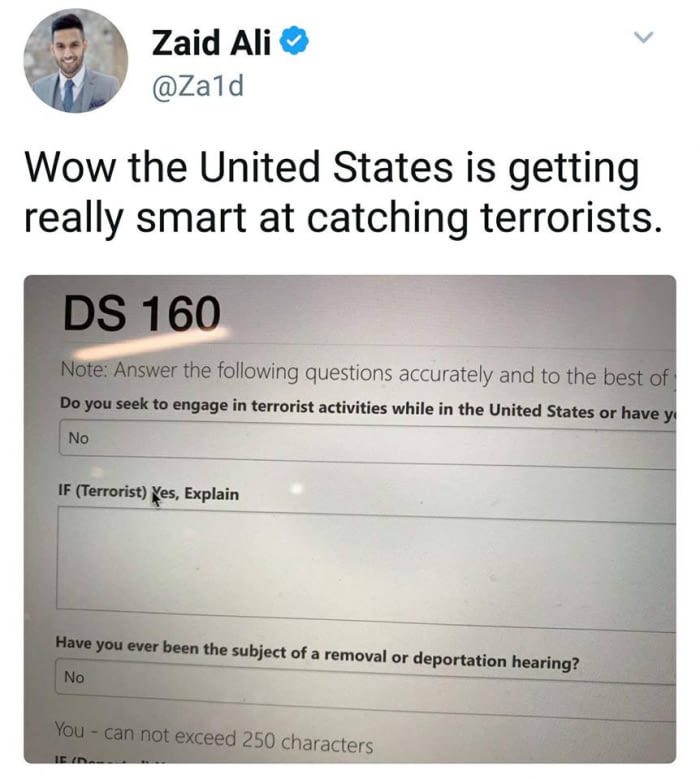 Zaid Ali
@Za1d
Wow the United States is getting
really smart at catching terrorists.
DS 160
Note: Answer the following questions accurately and to the best of
Do you seek to engage in terrorist activities while in the United States or have
No
IF (Terrorist) Yes, Explain
Have you ever been the subject of a removal or deportation hearing?
No
You - can not exceed 250 characters